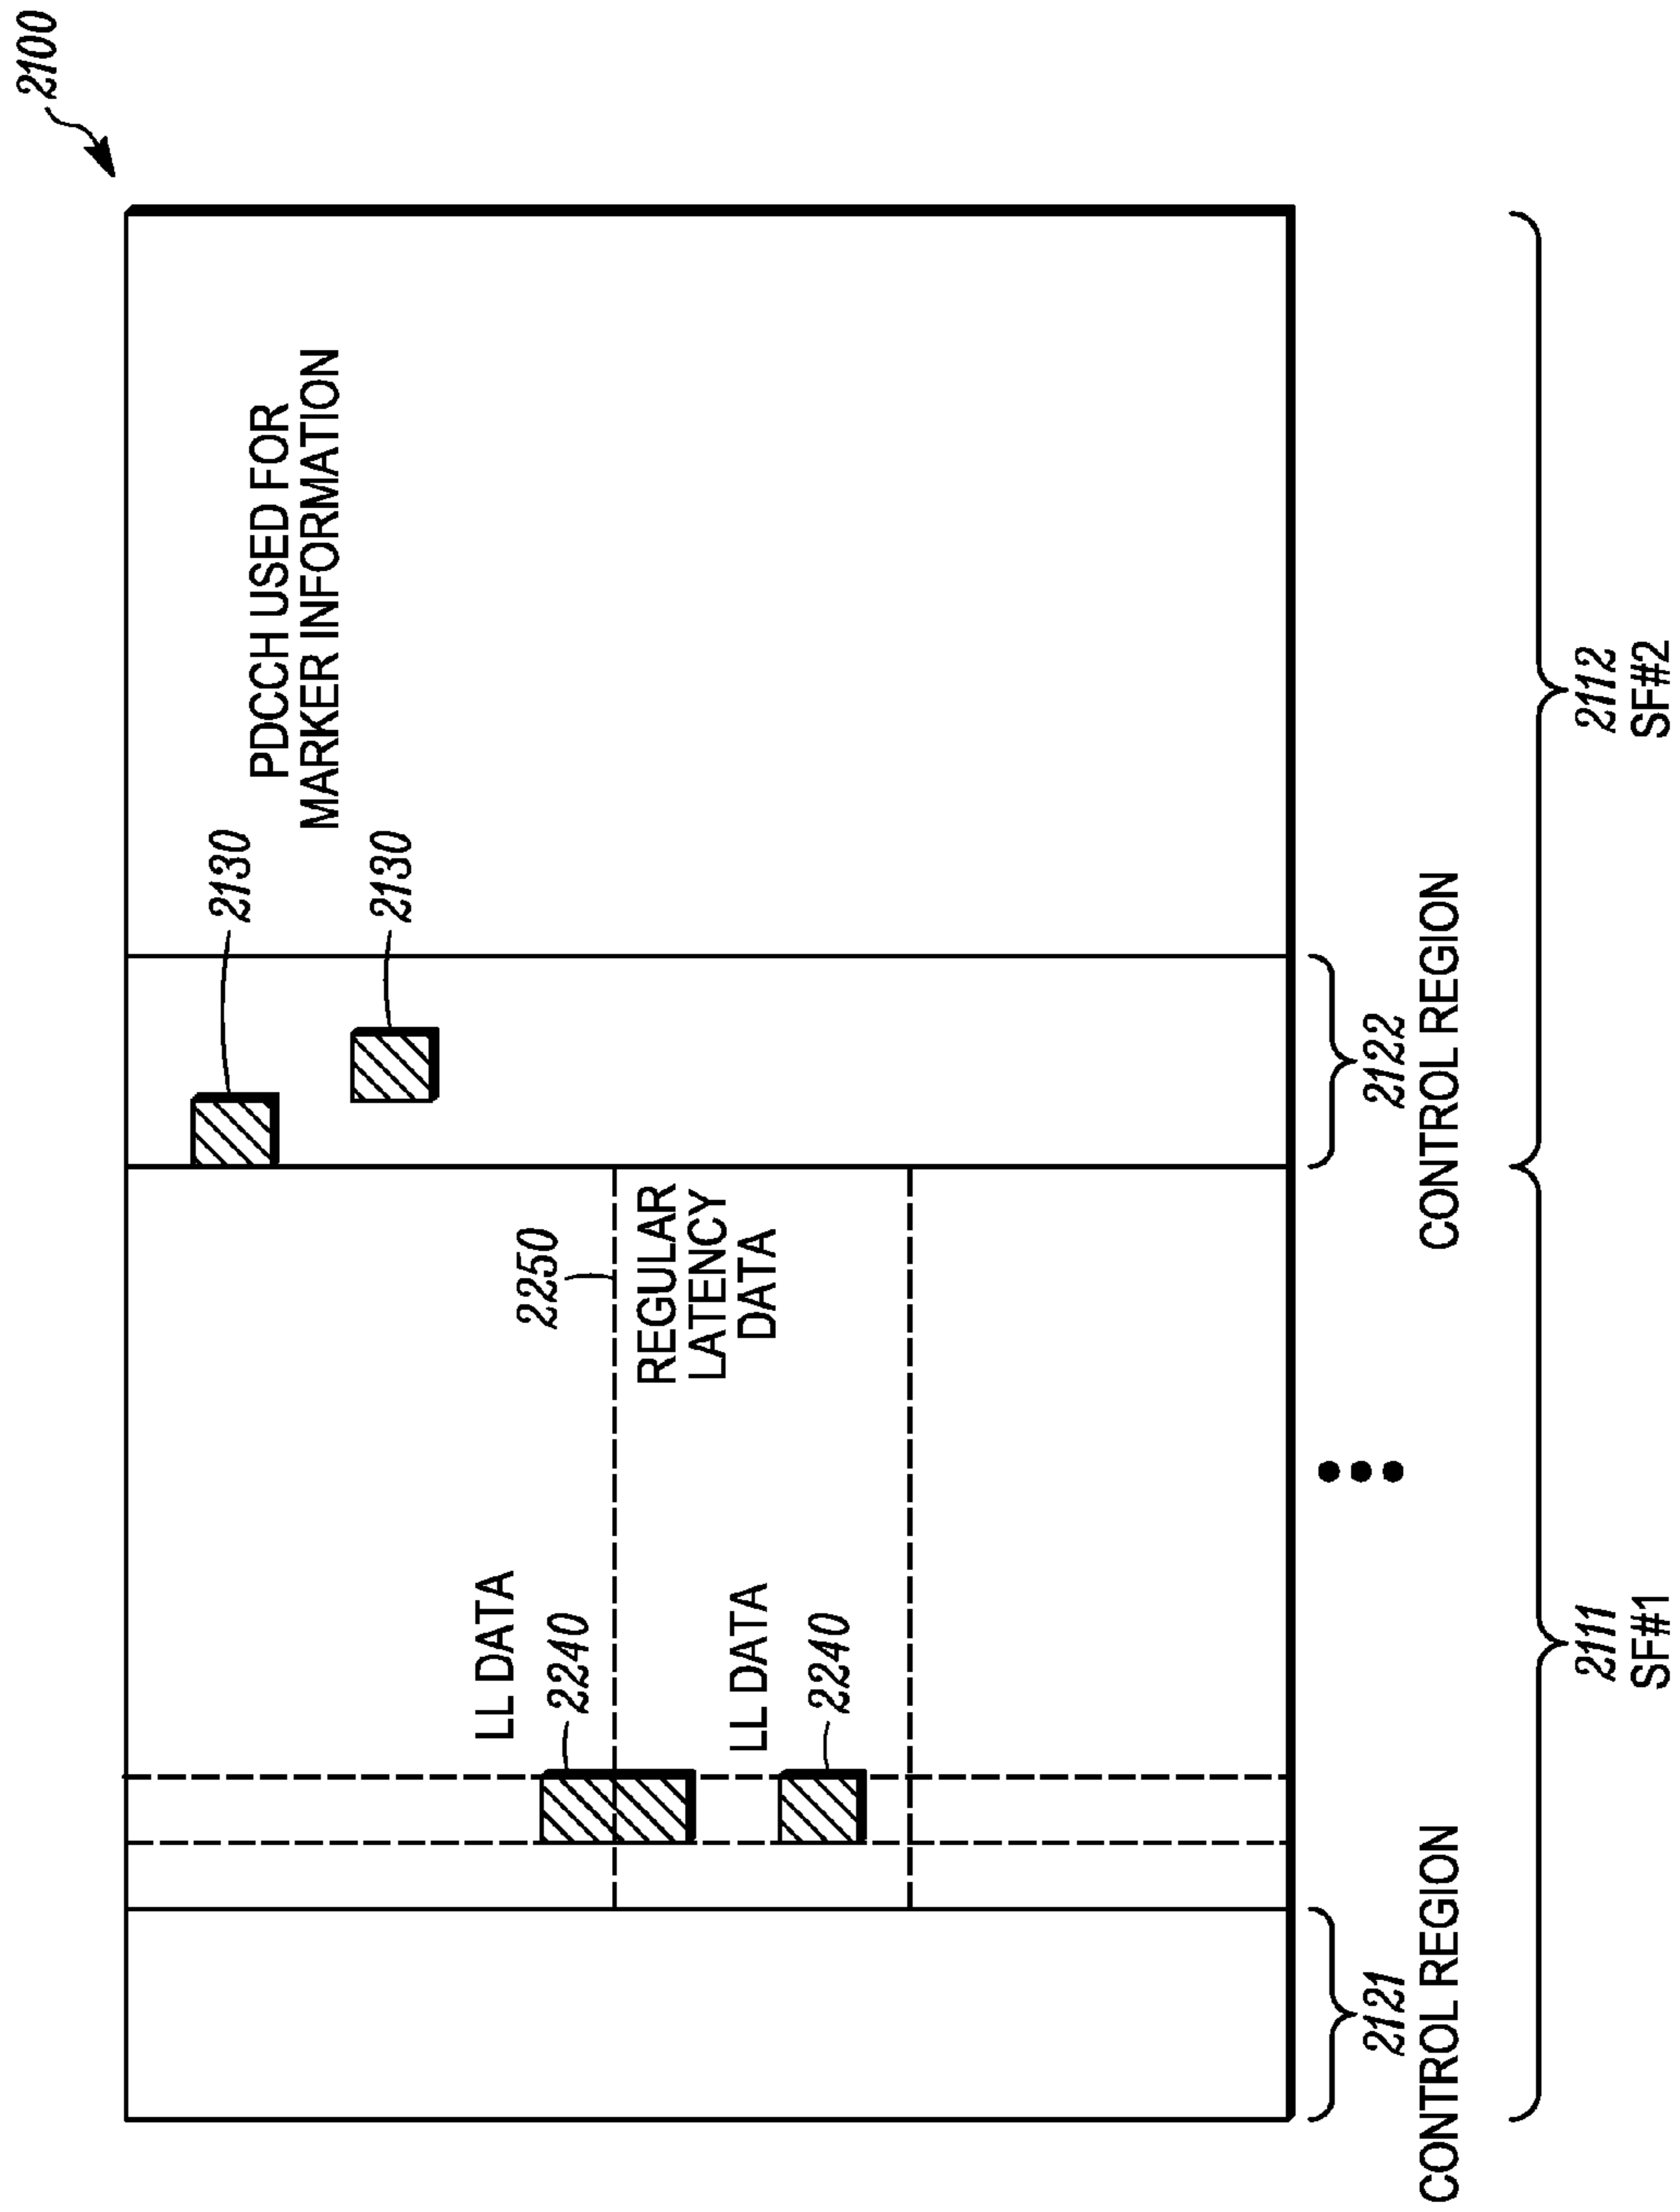 2100
2130
PDCCH USED FOR
MARKER INFORMATION
2130
LL DATA
2240
2250
REGULAR
LATENCY
DATA
LL DATA
2240
2121
CONTROL REGION
2122
CONTROL REGION
2111
SF#1
2112
SF#2